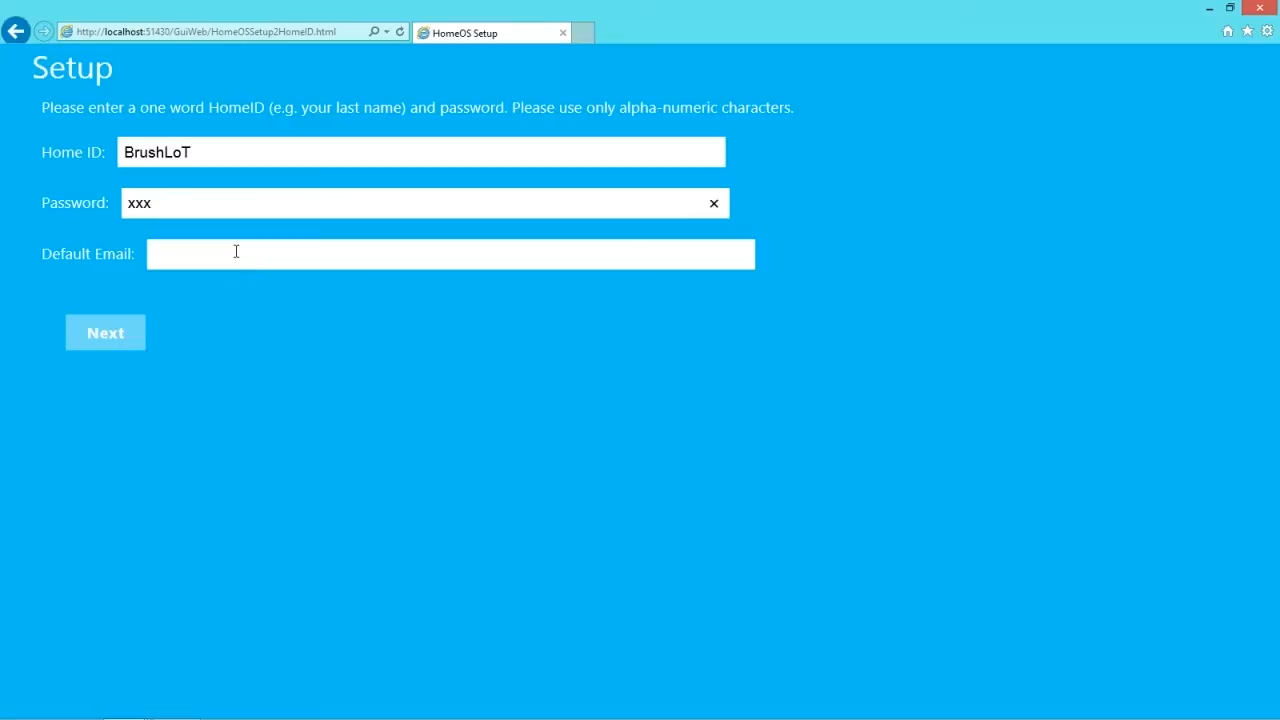 http://localhost:51430/GuiWeb/HomeOSSetup2HomeID.html
HomeOS Setup
Setup
Please enter a one word HomeID (e.g. your last name) and password. Please use only alpha-numeric characters.
Home ID: BrushLoT
Password: xxx
Default Email:
Next